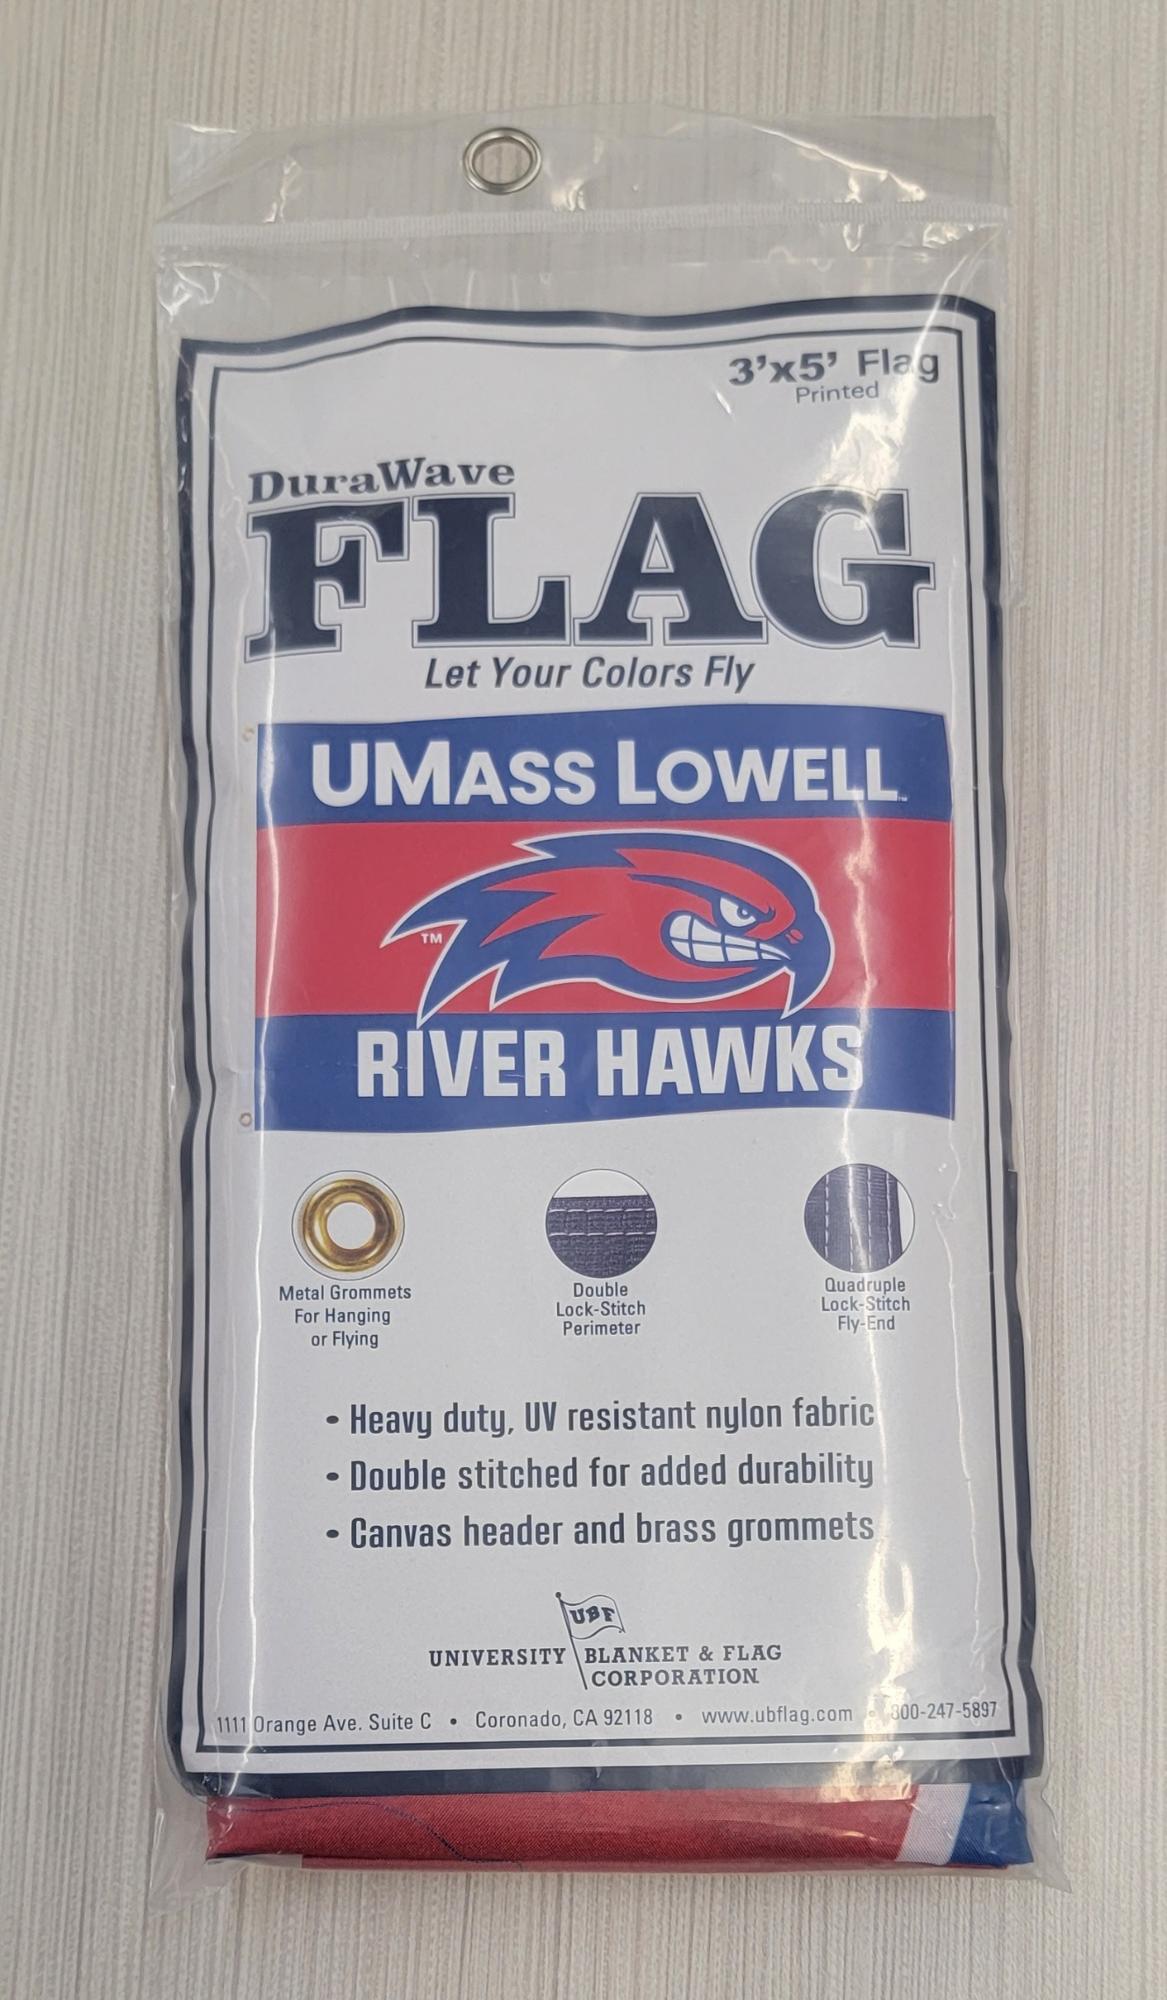 3'x5' Flag
Printed
DuraWave
FLAG
Let Your Colors Fly
UMASS LOWELL™
TM
RIVER HAWKS
Metal Grommets
For Hanging
or Flying
Double
Lock-Stitch
Perimeter
Quadruple
Lock-Stitch
Fly-End
• Heavy duty, UV resistant nylon fabric
• Double stitched for added durability
• Canvas header and brass grommets
UBF
UNIVERSITY BLANKET & FLAG
CORPORATION
1111 Orange Ave. Suite C • Coronado, CA 92118 • www.ubflag.com • 800-247-5897